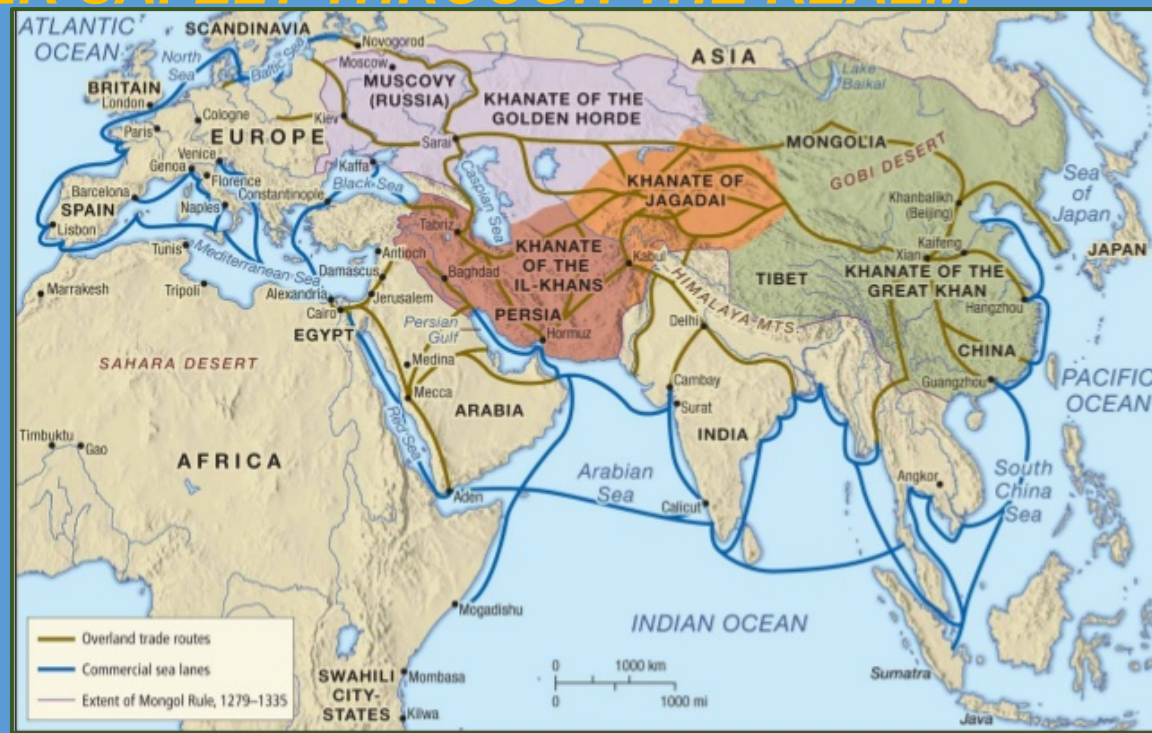 SAFELY THROUGH THE REALM
ATLANTIC
OCEAN
SCANDINAVIA
North
Sea
Baltic Sea
Novogorod
Moscow
MUSCOVY
(RUSSIA)
ASIA
Lake
Baikal
BRITAIN
London
Cologne
Paris
EUROPE
Kiev
KHANATE OF THE
GOLDEN HORDE
MONGOLIA
GOBI DESERT
Sea
of
Japan
Venice
Genoa
Florence
Sarai
Kaffa
Black Sea
Caspian Sea
KHANATE OF
JAGADAI
Khanbalikh
(Beijing)
Barcelona
SPAIN
Lisbon
Naples
Constantinople
Tabriz
KHANATE
OF THE
IL-KHANS
Kabul
Kaifeng
Xian
JAPAN
Tunis
Mediterranean Sea
Antioch
Damascus
Baghdad
TIBET
KHANATE OF THE
GREAT KHAN
Hangzhou
Marrakesh
Tripoli
Alexandria
Jerusalem
Cairo
EGYPT
PERSIA
HIMALAYA MTS.
Persian
Gulf
Hormuz
Delhi
CHINA
SAHARA DESERT
Medina
Mecca
ARABIA
Red Sea
Cambay
Surat
INDIA
Guangzhou
PACIFIC
OCEAN
Timbuktu
Gao
AFRICA
Aden
Arabian
Sea
Calicut
Angkor
South
China
Sea
Mogadishu
INDIAN OCEAN
Overland trade routes
Commercial sea lanes
Extent of Mongol Rule, 1279–1335
SWAHILI
CITY-
STATES
Mombasa
Kilwa
0 1000 km
0 1000 mi
Sumatra
Java